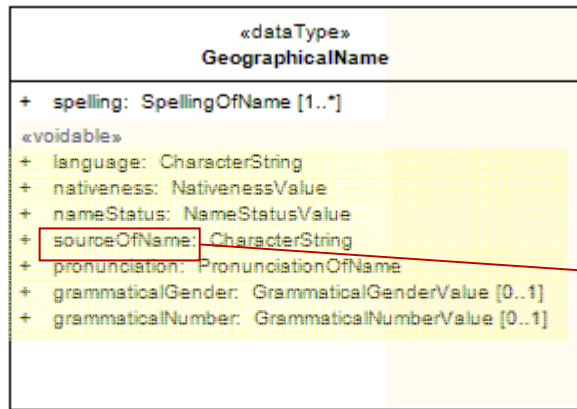 «dataType»
GeographicalName
+ spelling: SpellingOfName [1..*]
«voidable»
+ language: CharacterString
+ nativeness: NativenessValue
+ nameStatus: NameStatusValue
+ sourceOfName: CharacterString
+ pronunciation: PronunciationOfName
+ grammaticalGender: GrammaticalGenderValue [0..1]
+ grammaticalNumber: GrammaticalNumberValue [0..1]